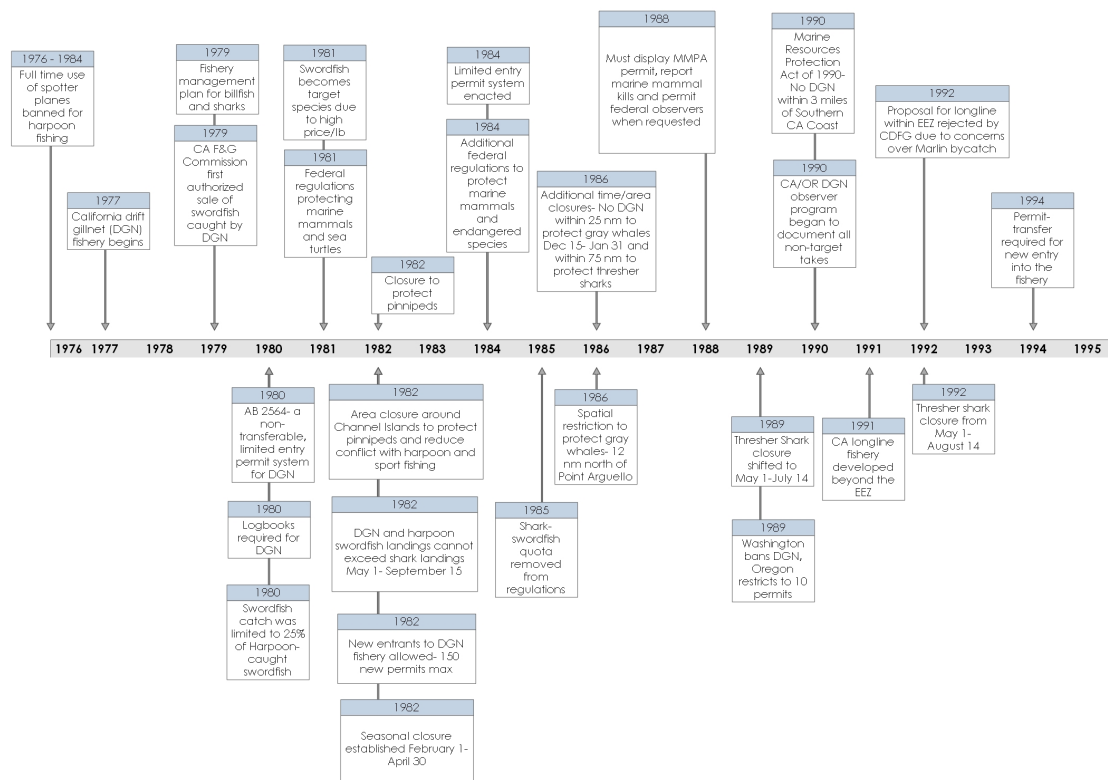 1976 - 1984
Full time use
of spotter
planes banned for
harpoon fishing
1977
California drift
gillnet (DGN)
fishery begins
1979
Fishery
management
plan for billfish
and sharks
1979
CA F&G
Commission
first
authorized
sale of
swordfish
caught by
DGN
1981
Swordfish
becomes
target
species due
to high
price/lb
1981
Federal
regulations
protecting
marine
mammals
and sea
turtles
1982
Closure to
protect
pinnipeds
1984
Limited entry
permit system
enacted
1984
Additional
federal
regulations to
protect
marine
mammals
and
endangered
species
1986
Additional time/area
closures- No DGN
within 25 nm to
protect gray whales
Dec 15- Jan 31 and
within 75 nm to
protect thresher
sharks
1988
Must display MMPA
permit, report
marine mammal
kills and permit
federal observers
when requested
1990
Marine
Resources
Protection
Act of 1990-
No DGN
within 3 miles
of Southern
CA Coast
1990
CA/OR DGN
observer
program
began to
document all
non-target
takes
1992
Proposal for longline
within EEZ rejected by
CDFG due to concerns
over Marlin bycatch
1994
Permit-
transfer
required for
new entry
into the
fishery
1976 1977 1978 1979 1980 1981 1982 1983 1984 1985 1986 1987 1988 1989 1990 1991 1992 1993 1994 1995
1980
AB 2564- a
non-
transferable,
limited entry
permit system
for DGN
1980
Logbooks
required for
DGN
1980
Swordfish
catch was
limited to 25%
of Harpoon-
caught
swordfish
1982
Area closure around
Channel Islands to protect
pinnipeds and reduce
conflict with harpoon and
sport fishing
1982
DGN and harpoon
swordfish landings cannot
exceed shark landings
May 1- September 15
1982
New entrants to DGN
fishery allowed- 150
new permits max
1982
Seasonal closure
established February 1-
April 30
1985
Shark-
swordfish
quota
removed from
regulations
1986
Spatial
restriction to
protect gray
whales- 12
nm north of
Point Arguello
1989
Thresher Shark
closure
shifted to
May 1-July 14
1989
Washington
bans DGN,
Oregon
restricts to 10
permits
1991
CA longline
fishery
developed
beyond the
EEZ
1992
Thresher shark
closure from
May 1-
August 14